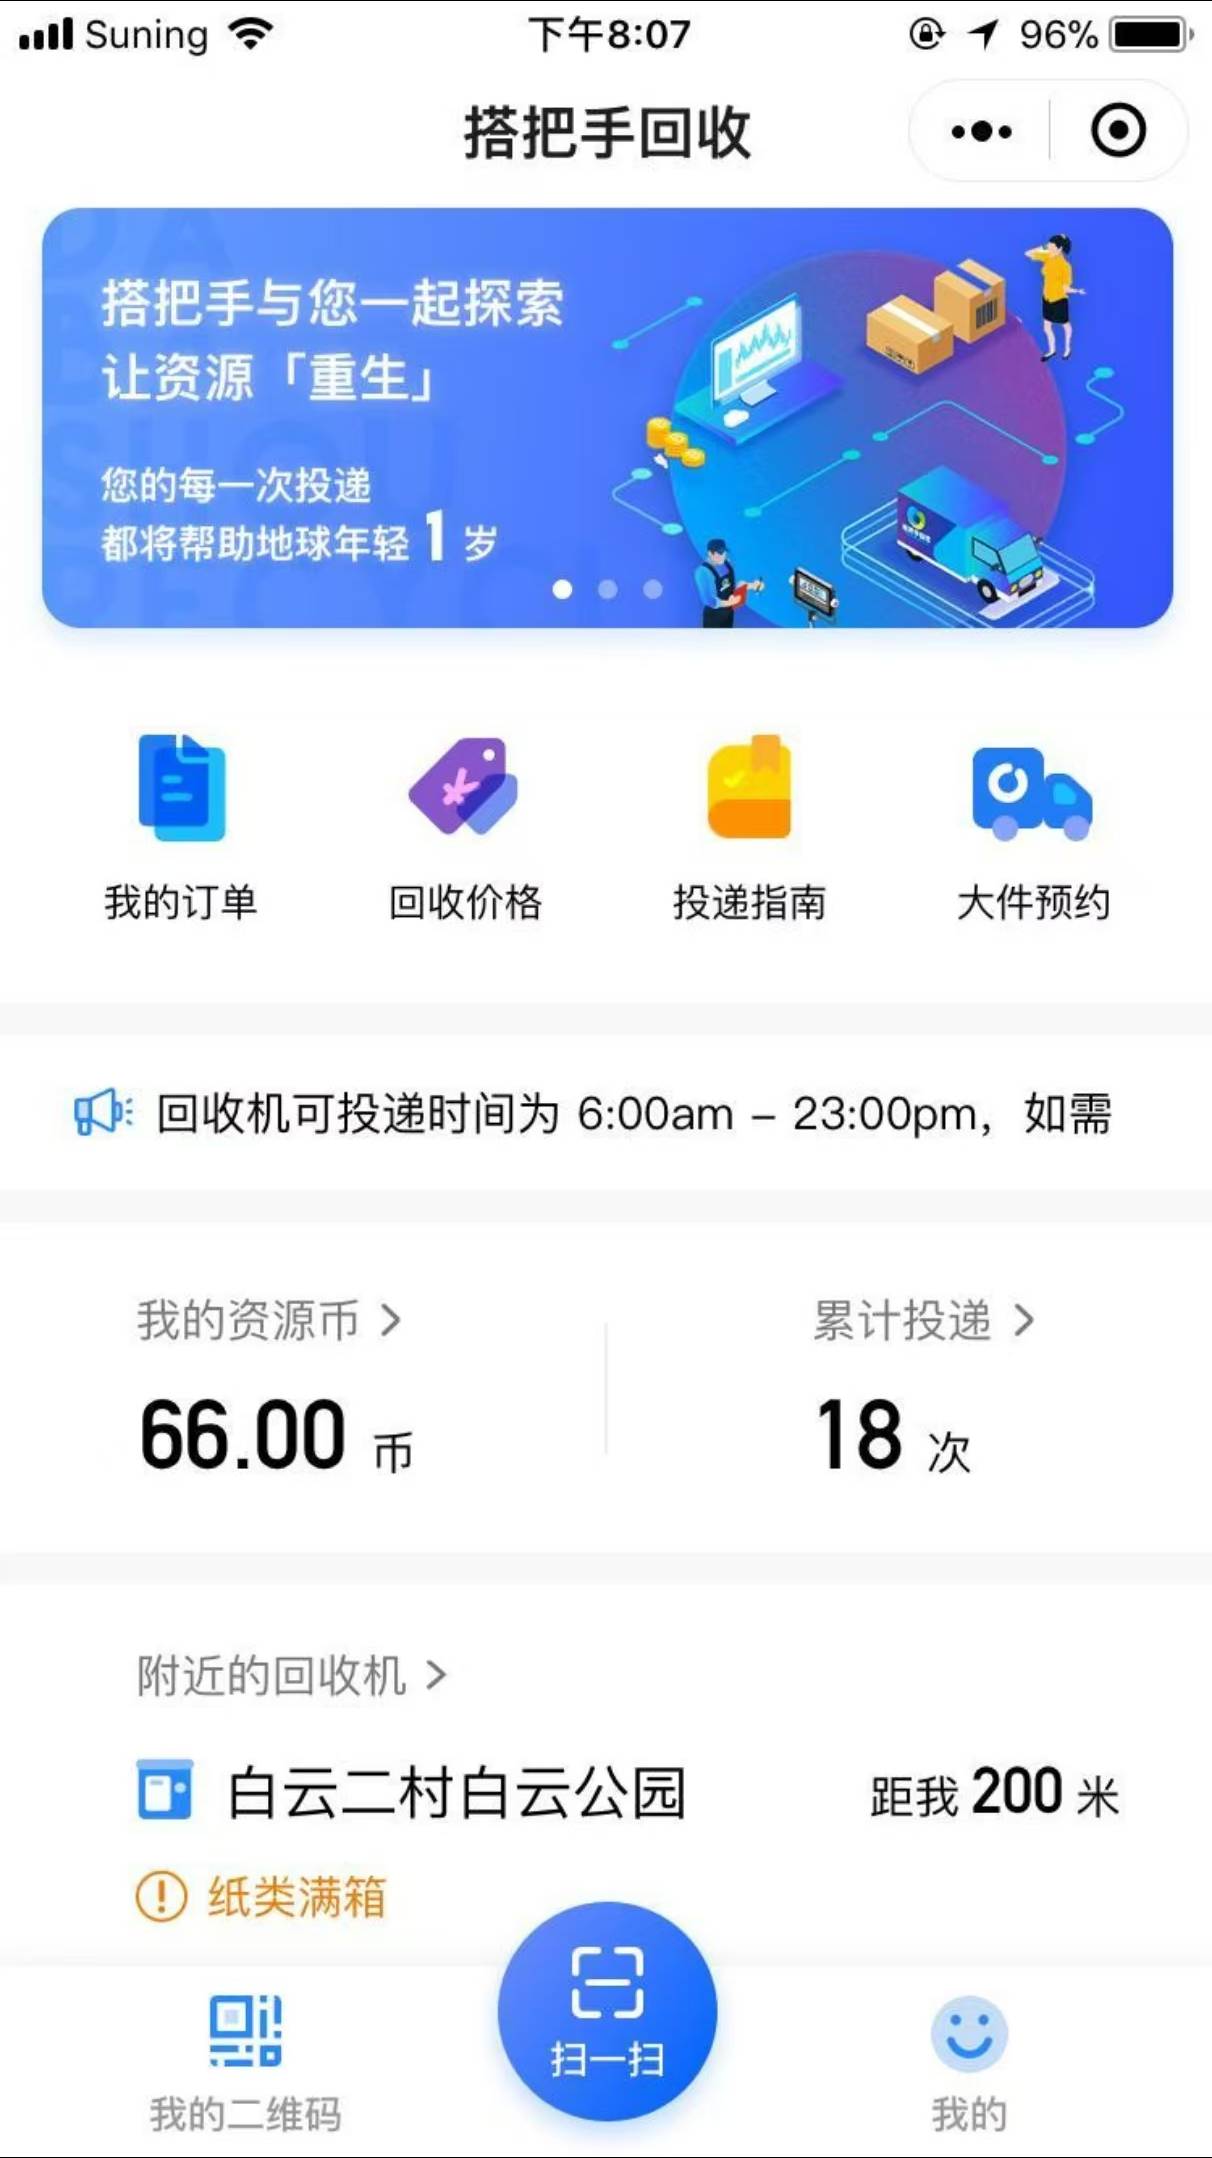 Suning 下午8:07 96%
搭把手回收
搭把手与您一起探索
让资源「重生」
您的每一次投递
都将帮助地球年轻 1 岁
我的订单 回收价格 投递指南 大件预约
回收机可投递时间为 6:00am – 23:00pm，如需
我的资源币 累计投递
66.00 币 18 次
附近的回收机
白云二村白云公园 距我 200 米
纸类满箱
扫一扫
我的二维码 我的